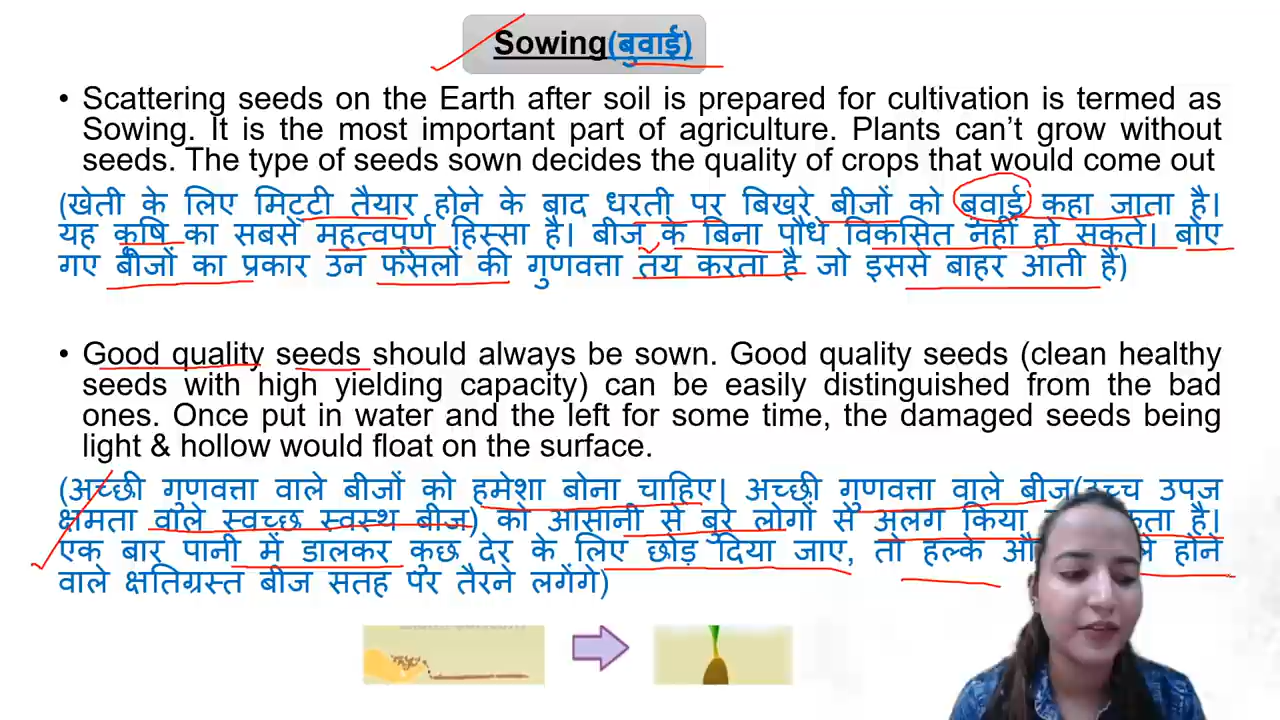 Sowing(बुवाई)
• Scattering seeds on the Earth after soil is prepared for cultivation is termed as
Sowing. It is the most important part of agriculture. Plants can't grow without
seeds. The type of seeds sown decides the quality of crops that would come out
(खेती के लिए मिट्टी तैयार होने के बाद धरती पर बिखरे बीजों को बुवाई कहा जाता है।
यह कृषि का सबसे महत्वपूर्ण हिस्सा है। बीज के बिना पौधे विकसित नहीं हो सकते। बोए
गए बीजों का प्रकार उन फसलों की गुणवत्ता तय करता है जो इससे बाहर आती हैं)
• Good quality seeds should always be sown. Good quality seeds (clean healthy
seeds with high yielding capacity) can be easily distinguished from the bad
ones. Once put in water and the left for some time, the damaged seeds being
light & hollow would float on the surface.
(अच्छी गुणवत्ता वाले बीजों को हमेशा बोना चाहिए। अच्छी गुणवत्ता वाले बीज(उच्च उपज
क्षमता वाले स्वच्छ स्वस्थ बीज) को आसानी से बुरे लोगों से अलग किया है।
एक बार पानी में डालकर कुछ देर के लिए छोड़ दिया जाए, तो हल्के होने
वाले क्षतिग्रस्त बीज सतह पर तैरने लगेंगे)